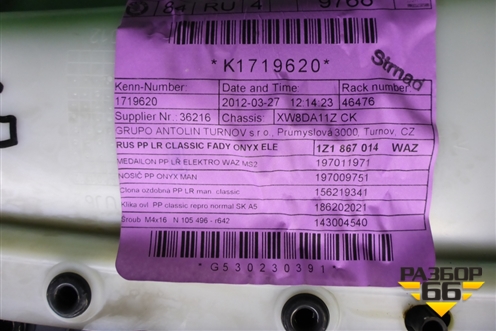 84 RU 4 9766
*K1719620*
Strnad
Kenn-Number: Date and Time: Rack number
1719620 2012-03-27 12:14:23 46476
Supplier Nr.: 36216 Chassis: XW8DA11Z CK
GRUPO ANTOLIN TURNOV s.r.o., Prumyslova 3000, Turnov, CZ
RUS PP LR CLASSIC FADY ONYX ELE 1Z1 867 014 WAZ
MEDAILON PP LR ELEKTRO WAZ MS2 197011971
NOSIC PP ONYX MAN 197009751
Clona ozdobna PP LR man. classic 156219341
Klika ovl. PP classic repro normal SK A5 186202021
Sroub M4x16 N 105 496 - r642 143004540
*G530230391*
РАЗБОР
66